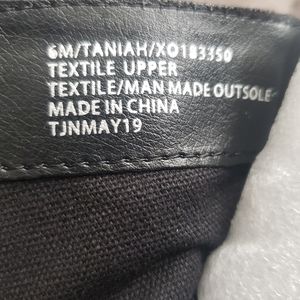 6M/TANIAH/XO183350
TEXTILE UPPER
TEXTILE/MAN MADE OUTSOLE
MADE IN CHINA
TJNMAY19